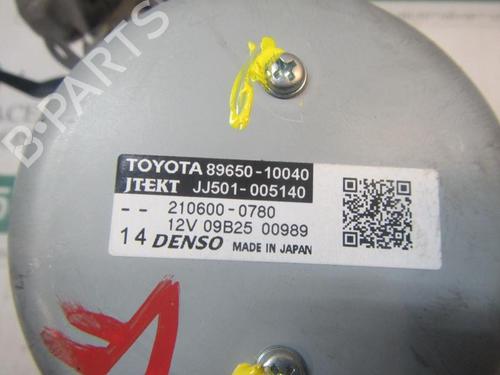 B-PARTS
TOYOTA 89650-10040
JTEKT JJ501-005140
-- 210600-0780
12V 09B25 00989
14 DENSO MADE IN JAPAN